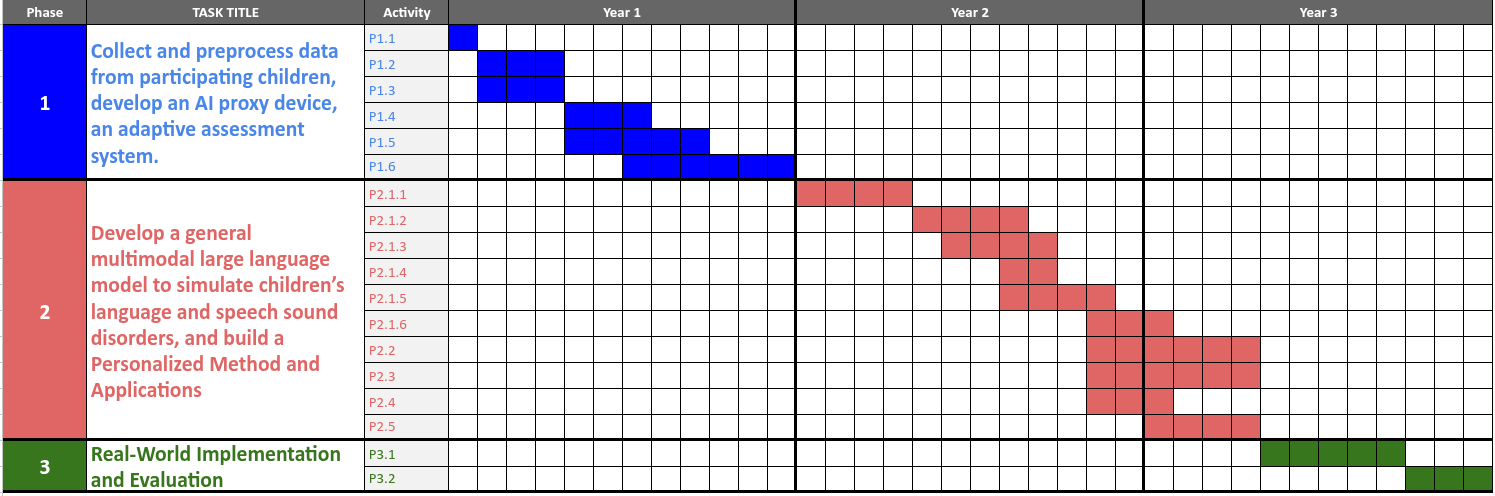 Phase TASK TITLE Activity Year 1 Year 2 Year 3
1
Collect and preprocess data
from participating children,
develop an AI proxy device,
an adaptive assessment
system.
P1.1
P1.2
P1.3
P1.4
P1.5
P1.6
2
Develop a general
multimodal large language
model to simulate children’s
language and speech sound
disorders, and build a
Personalized Method and
Applications
P2.1.1
P2.1.2
P2.1.3
P2.1.4
P2.1.5
P2.1.6
P2.2
P2.3
P2.4
P2.5
3
Real-World Implementation
and Evaluation
P3.1
P3.2